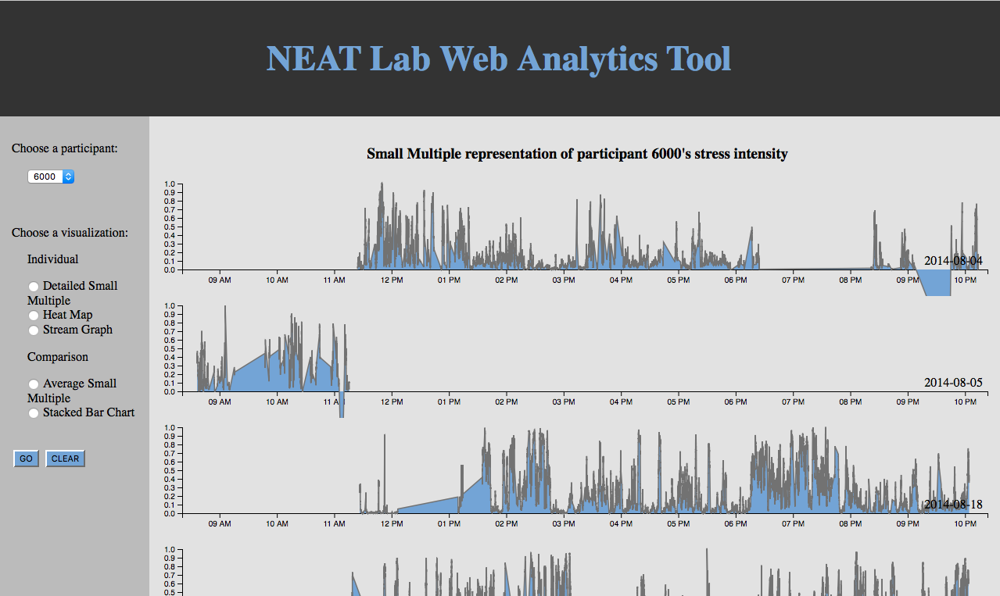 NEAT Lab Web Analytics Tool
Choose a participant:
6000
Choose a visualization:
Individual
Detailed Small
Multiple
Heat Map
Stream Graph
Comparison
Average Small
Multiple
Stacked Bar Chart
GO CLEAR
Small Multiple representation of participant 6000's stress intensity
1.0
0.9
0.8
0.7
0.6
0.5
0.4
0.3
0.2
0.1
0.0
2014-08-04
09 AM 10 AM 11 AM 12 PM 01 PM 02 PM 03 PM 04 PM 05 PM 06 PM 07 PM 08 PM 09 PM 10 PM
1.0
0.9
0.8
0.7
0.6
0.5
0.4
0.3
0.2
0.1
0.0
2014-08-05
09 AM 10 AM 11 A 12 PM 01 PM 02 PM 03 PM 04 PM 05 PM 06 PM 07 PM 08 PM 09 PM 10 PM
1.0
0.9
0.8
0.7
0.6
0.5
0.4
0.3
0.2
0.1
0.0
2014-08-18
09 AM 10 AM 11 AM 12 PM 01 PM 02 PM 03 PM 04 PM 05 PM 06 PM 07 PM 08 PM 09 PM 10 PM
1.0
0.9
0.8
0.7
0.6
0.5